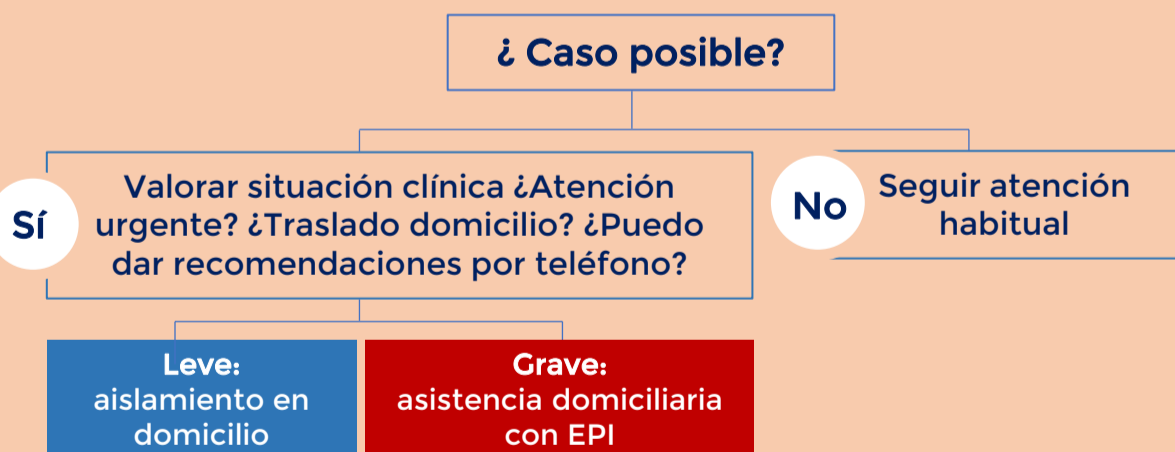 ¿ Caso posible?
Sí
Valorar situación clínica ¿Atención
urgente? ¿Traslado domicilio? ¿Puedo
dar recomendaciones por teléfono?
No
Seguir atención
habitual
Leve:
aislamiento en
domicilio
Grave:
asistencia domiciliaria
con EPI